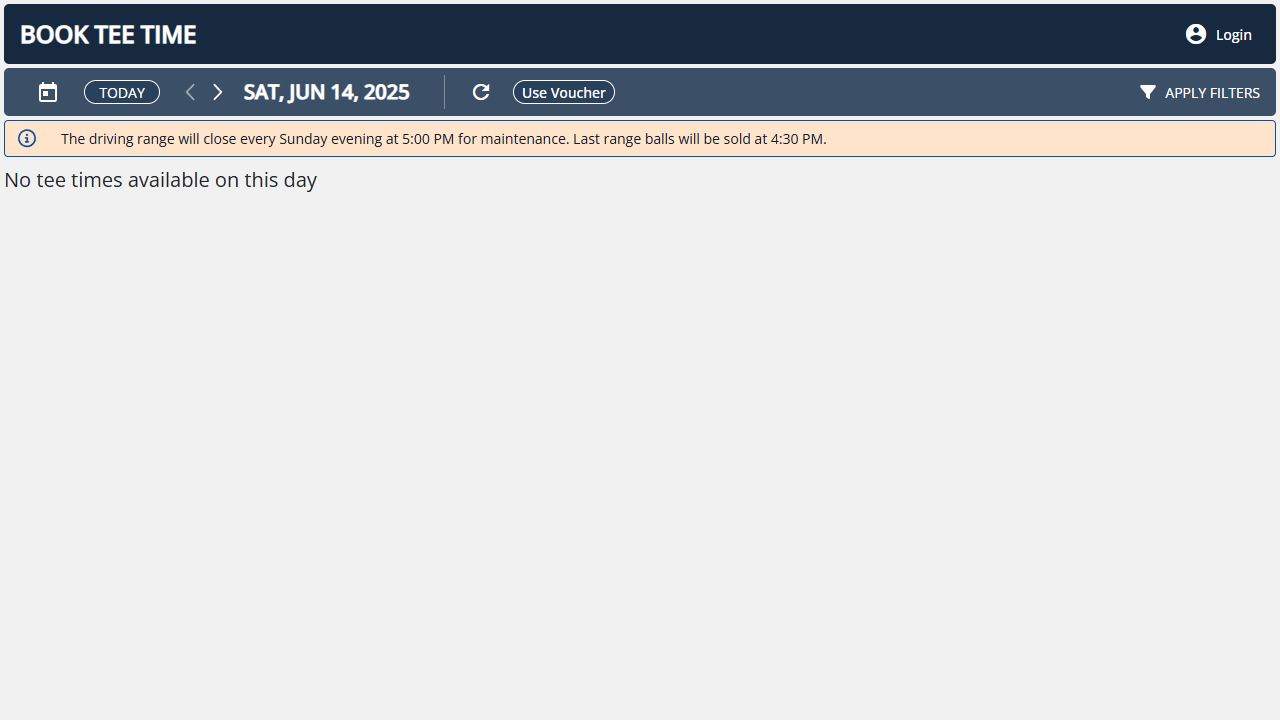 BOOK TEE TIME
Login
TODAY
SAT, JUN 14, 2025
Use Voucher
APPLY FILTERS
The driving range will close every Sunday evening at 5:00 PM for maintenance. Last range balls will be sold at 4:30 PM.
No tee times available on this day